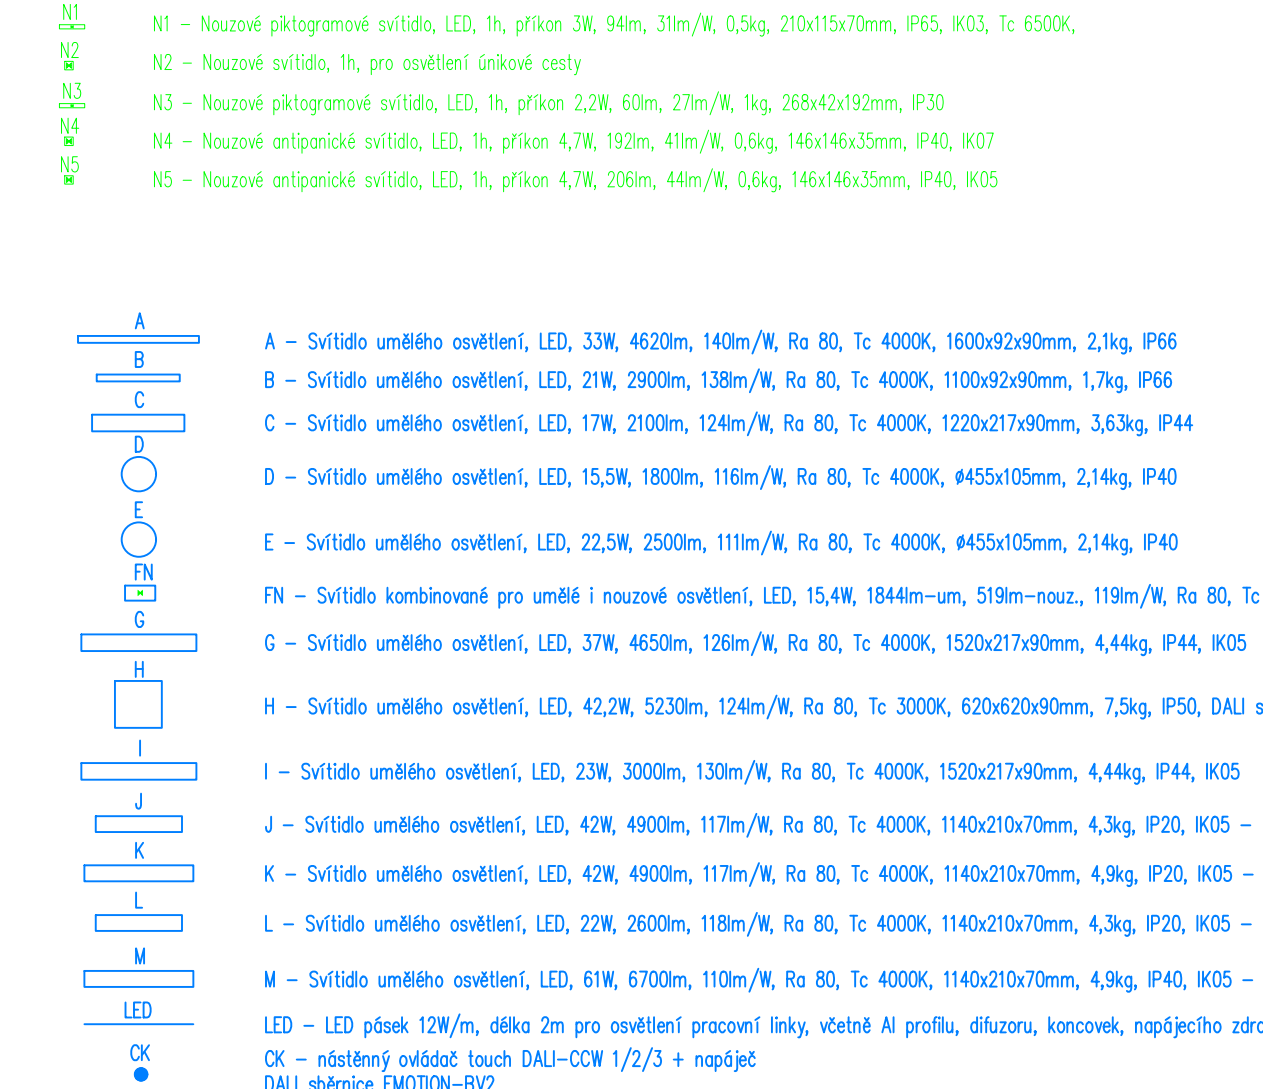 N1
N1 – Nouzové piktogramové svítidlo, LED, 1h, příkon 3W, 94lm, 31lm/W, 0,5kg, 210x115x70mm, IP65, IK03, Tc 6500K,
N2
N2 – Nouzové svítidlo, 1h, pro osvětlení únikové cesty
N3
N3 – Nouzové piktogramové svítidlo, LED, 1h, příkon 2,2W, 60lm, 27lm/W, 1kg, 268x42x192mm, IP30
N4
N4 – Nouzové antipanické svítidlo, LED, 1h, příkon 4,7W, 192lm, 41lm/W, 0,6kg, 146x146x35mm, IP40, IK07
N5
N5 – Nouzové antipanické svítidlo, LED, 1h, příkon 4,7W, 206lm, 44lm/W, 0,6kg, 146x146x35mm, IP40, IK05
A
A – Svítidlo umělého osvětlení, LED, 33W, 4620lm, 140lm/W, Ra 80, Tc 4000K, 1600x92x90mm, 2,1kg, IP66
B
B – Svítidlo umělého osvětlení, LED, 21W, 2900lm, 138lm/W, Ra 80, Tc 4000K, 1100x92x90mm, 1,7kg, IP66
C
C – Svítidlo umělého osvětlení, LED, 17W, 2100lm, 124lm/W, Ra 80, Tc 4000K, 1220x217x90mm, 3,63kg, IP44
D
D – Svítidlo umělého osvětlení, LED, 15,5W, 1800lm, 116lm/W, Ra 80, Tc 4000K, ø455x105mm, 2,14kg, IP40
E
E – Svítidlo umělého osvětlení, LED, 22,5W, 2500lm, 111lm/W, Ra 80, Tc 4000K, ø455x105mm, 2,14kg, IP40
FN
FN – Svítidlo kombinované pro umělé i nouzové osvětlení, LED, 15,4W, 1844lm–um, 519lm–nouz., 119lm/W, Ra 80, Tc
G
G – Svítidlo umělého osvětlení, LED, 37W, 4650lm, 126lm/W, Ra 80, Tc 4000K, 1520x217x90mm, 4,44kg, IP44, IK05
H
H – Svítidlo umělého osvětlení, LED, 42,2W, 5230lm, 124lm/W, Ra 80, Tc 3000K, 620x620x90mm, 7,5kg, IP50, DALI s
I
I – Svítidlo umělého osvětlení, LED, 23W, 3000lm, 130lm/W, Ra 80, Tc 4000K, 1520x217x90mm, 4,44kg, IP44, IK05
J
J – Svítidlo umělého osvětlení, LED, 42W, 4900lm, 117lm/W, Ra 80, Tc 4000K, 1140x210x70mm, 4,3kg, IP20, IK05 –
K
K – Svítidlo umělého osvětlení, LED, 42W, 4900lm, 117lm/W, Ra 80, Tc 4000K, 1140x210x70mm, 4,9kg, IP20, IK05 –
L
L – Svítidlo umělého osvětlení, LED, 22W, 2600lm, 118lm/W, Ra 80, Tc 4000K, 1140x210x70mm, 4,3kg, IP20, IK05 –
M
M – Svítidlo umělého osvětlení, LED, 61W, 6700lm, 110lm/W, Ra 80, Tc 4000K, 1140x210x70mm, 4,9kg, IP40, IK05 –
LED
LED – LED pásek 12W/m, délka 2m pro osvětlení pracovní linky, včetně Al profilu, difuzoru, koncovek, napájecího zdro
CK
CK – nástěnný ovládač touch DALI–CCW 1/2/3 + napáječ
DALI sběrnice EMOTION–BV2